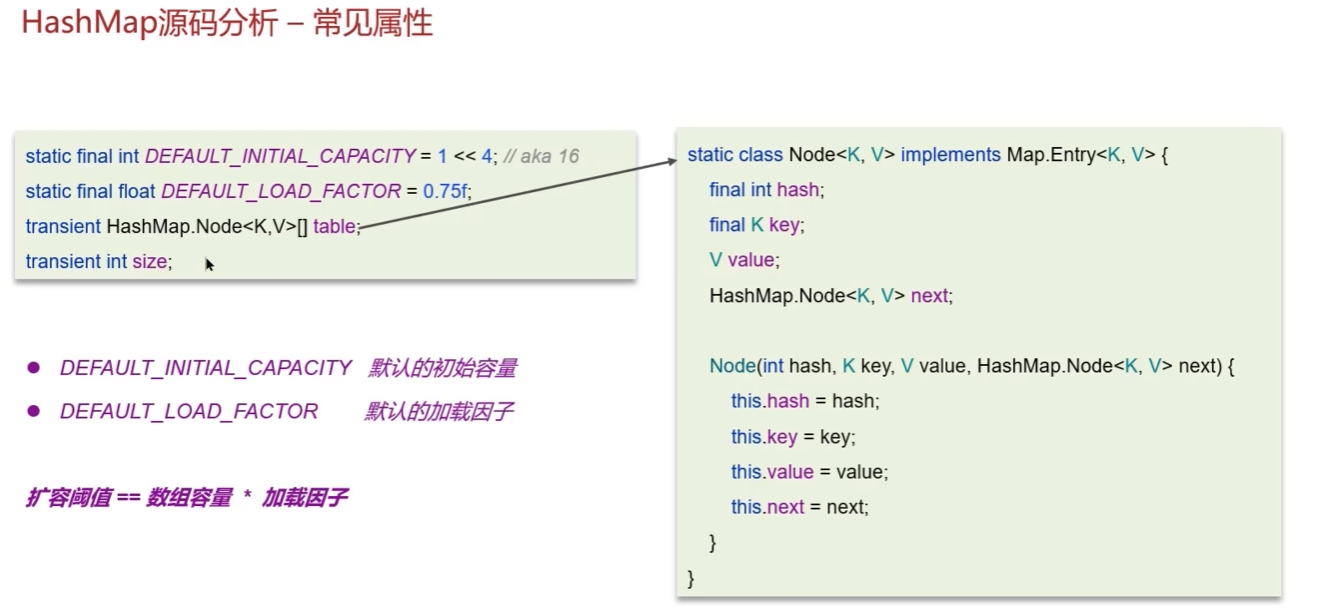 HashMap源码分析 – 常见属性
static final int DEFAULT_INITIAL_CAPACITY = 1 << 4; // aka 16
static final float DEFAULT_LOAD_FACTOR = 0.75f;
transient HashMap.Node<K,V>[] table;
transient int size;
● DEFAULT_INITIAL_CAPACITY 默认的初始容量
● DEFAULT_LOAD_FACTOR 默认的加载因子
扩容阈值 == 数组容量 * 加载因子
static class Node<K, V> implements Map.Entry<K, V> {
final int hash;
final K key;
V value;
HashMap.Node<K, V> next;
Node(int hash, K key, V value, HashMap.Node<K, V> next) {
this.hash = hash;
this.key = key;
this.value = value;
this.next = next;
}
}